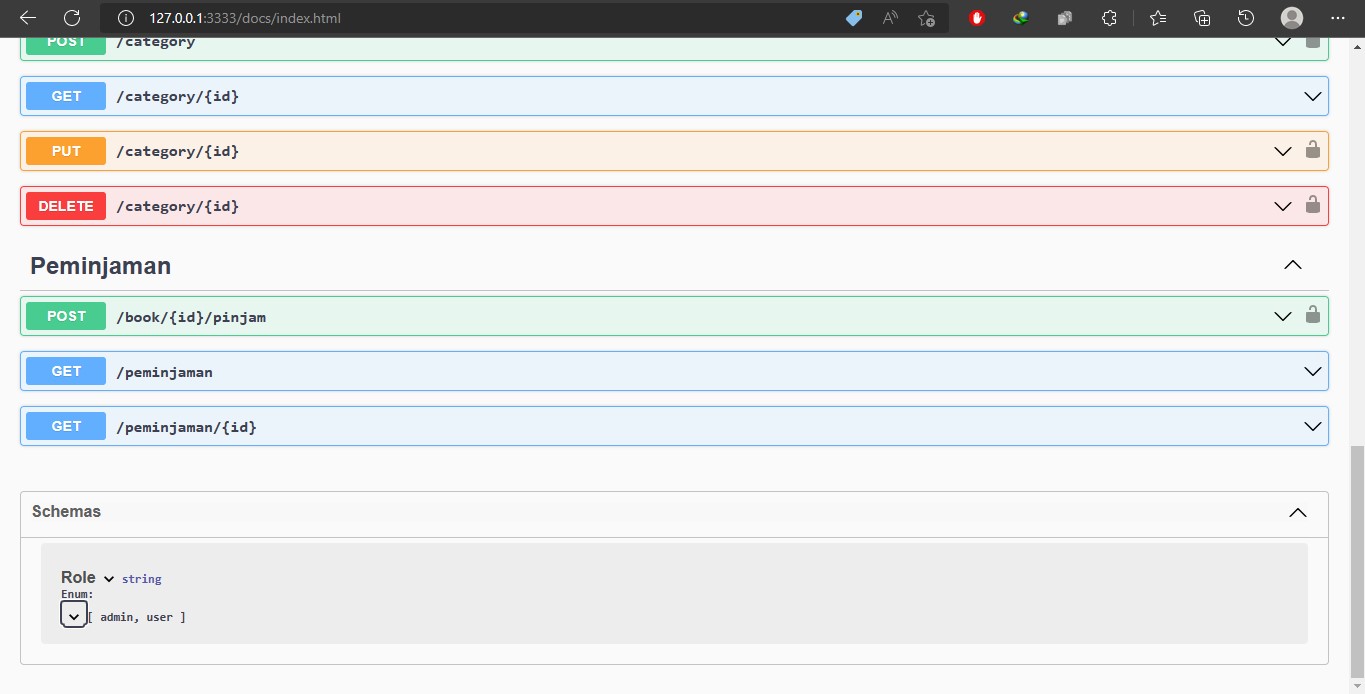 127.0.0.1:3333/docs/index.html
POST /category
GET /category/{id}
PUT /category/{id}
DELETE /category/{id}
Peminjaman
POST /book/{id}/pinjam
GET /peminjaman
GET /peminjaman/{id}
Schemas
Role string
Enum:
[ admin, user ]